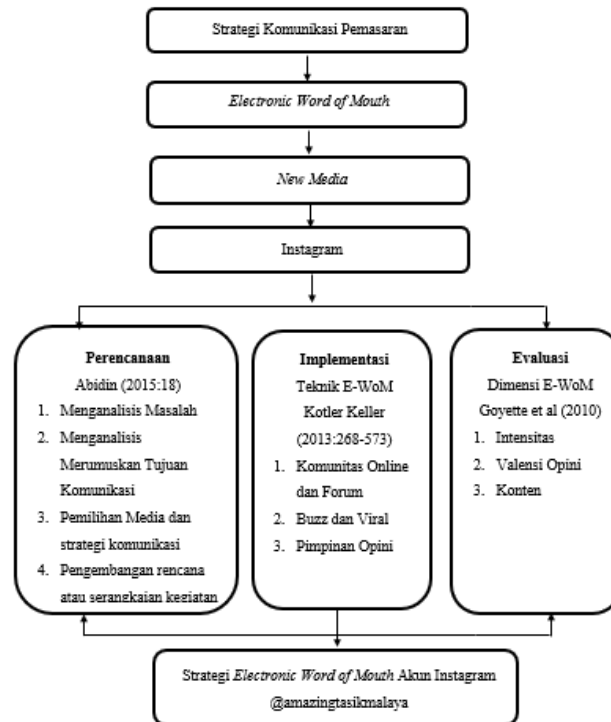 Strategi Komunikasi Pemasaran
Electronic Word of Mouth
New Media
Instagram
Perencanaan
Abidin (2015:18)
1. Menganalisis Masalah
2. Menganalisis
Merumuskan Tujuan
Komunikasi
3. Pemilihan Media dan
strategi komunikasi
4. Pengembangan rencana
atau serangkaian kegiatan
Implementasi
Teknik E-WoM
Kotler Keller
(2013:268-573)
1. Komunitas Online
dan Forum
2. Buzz dan Viral
3. Pimpinan Opini
Evaluasi
Dimensi E-WoM
Goyette et al (2010)
1. Intensitas
2. Valensi Opini
3. Konten
Strategi Electronic Word of Mouth Akun Instagram
@amazingtasikmalaya